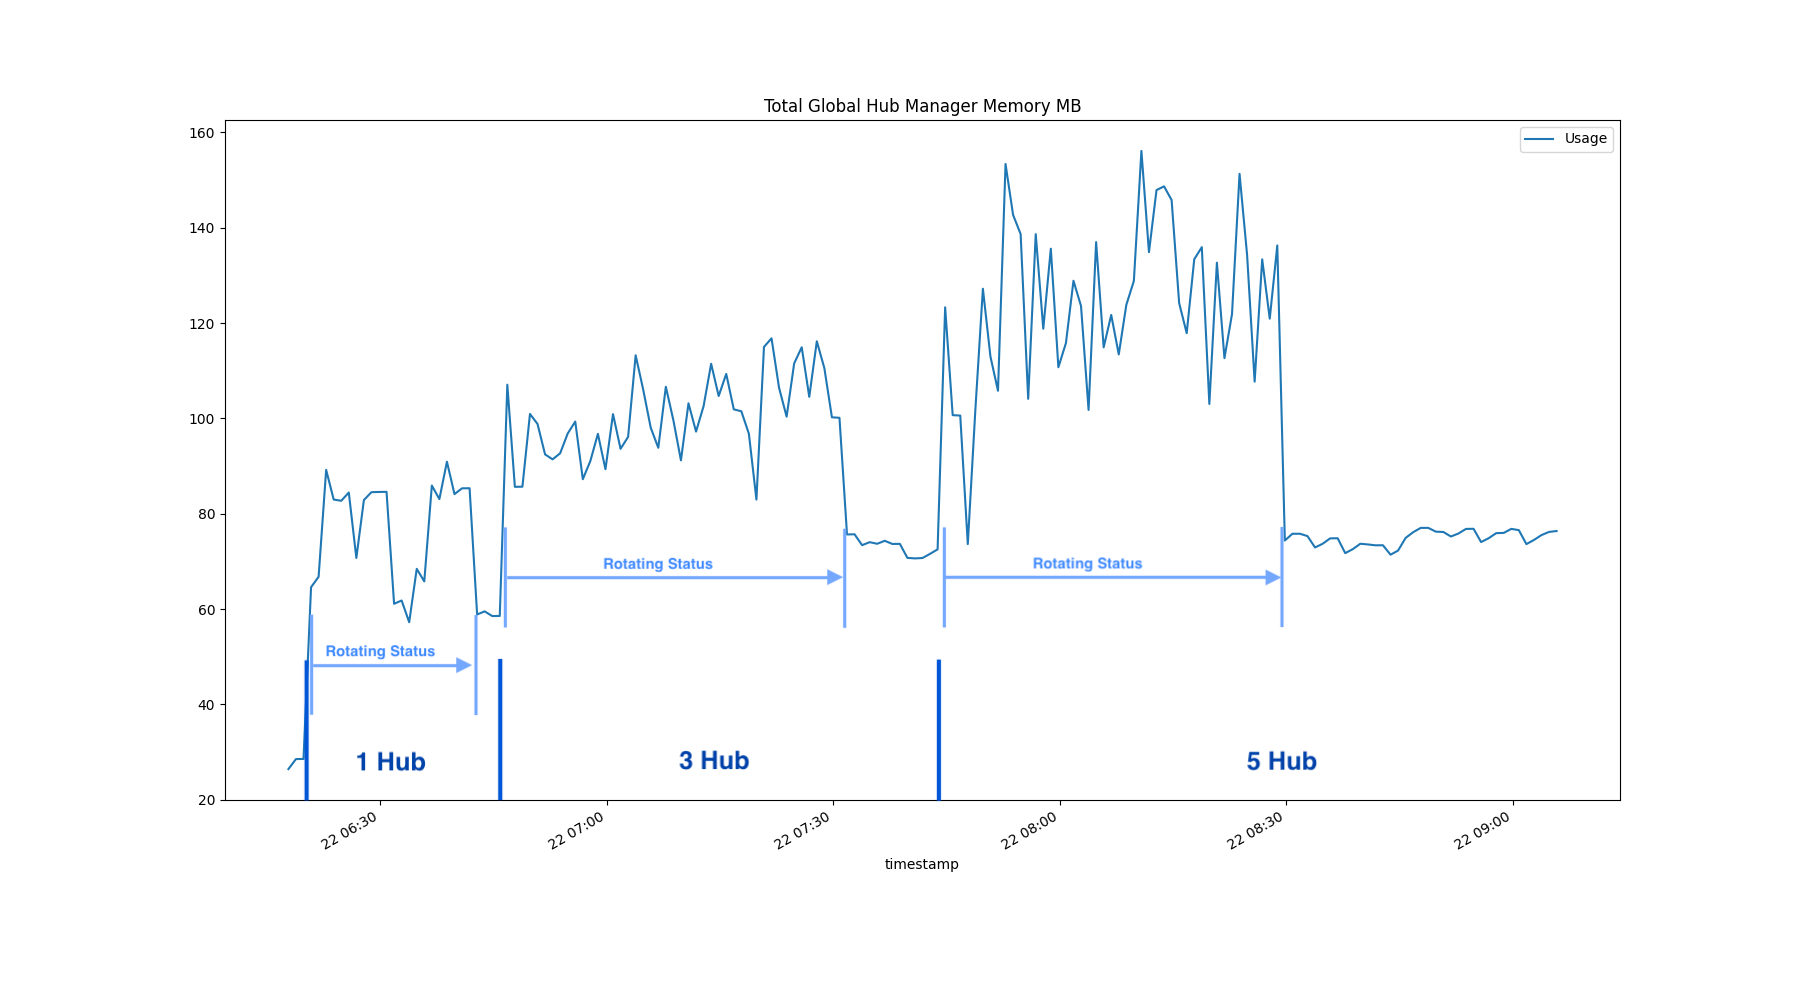 Total Global Hub Manager Memory MB
Usage
160
140
120
100
80
60
40
20
Rotating Status
Rotating Status
Rotating Status
1 Hub
3 Hub
5 Hub
22 06:30
22 07:00
22 07:30
22 08:00
22 08:30
22 09:00
timestamp